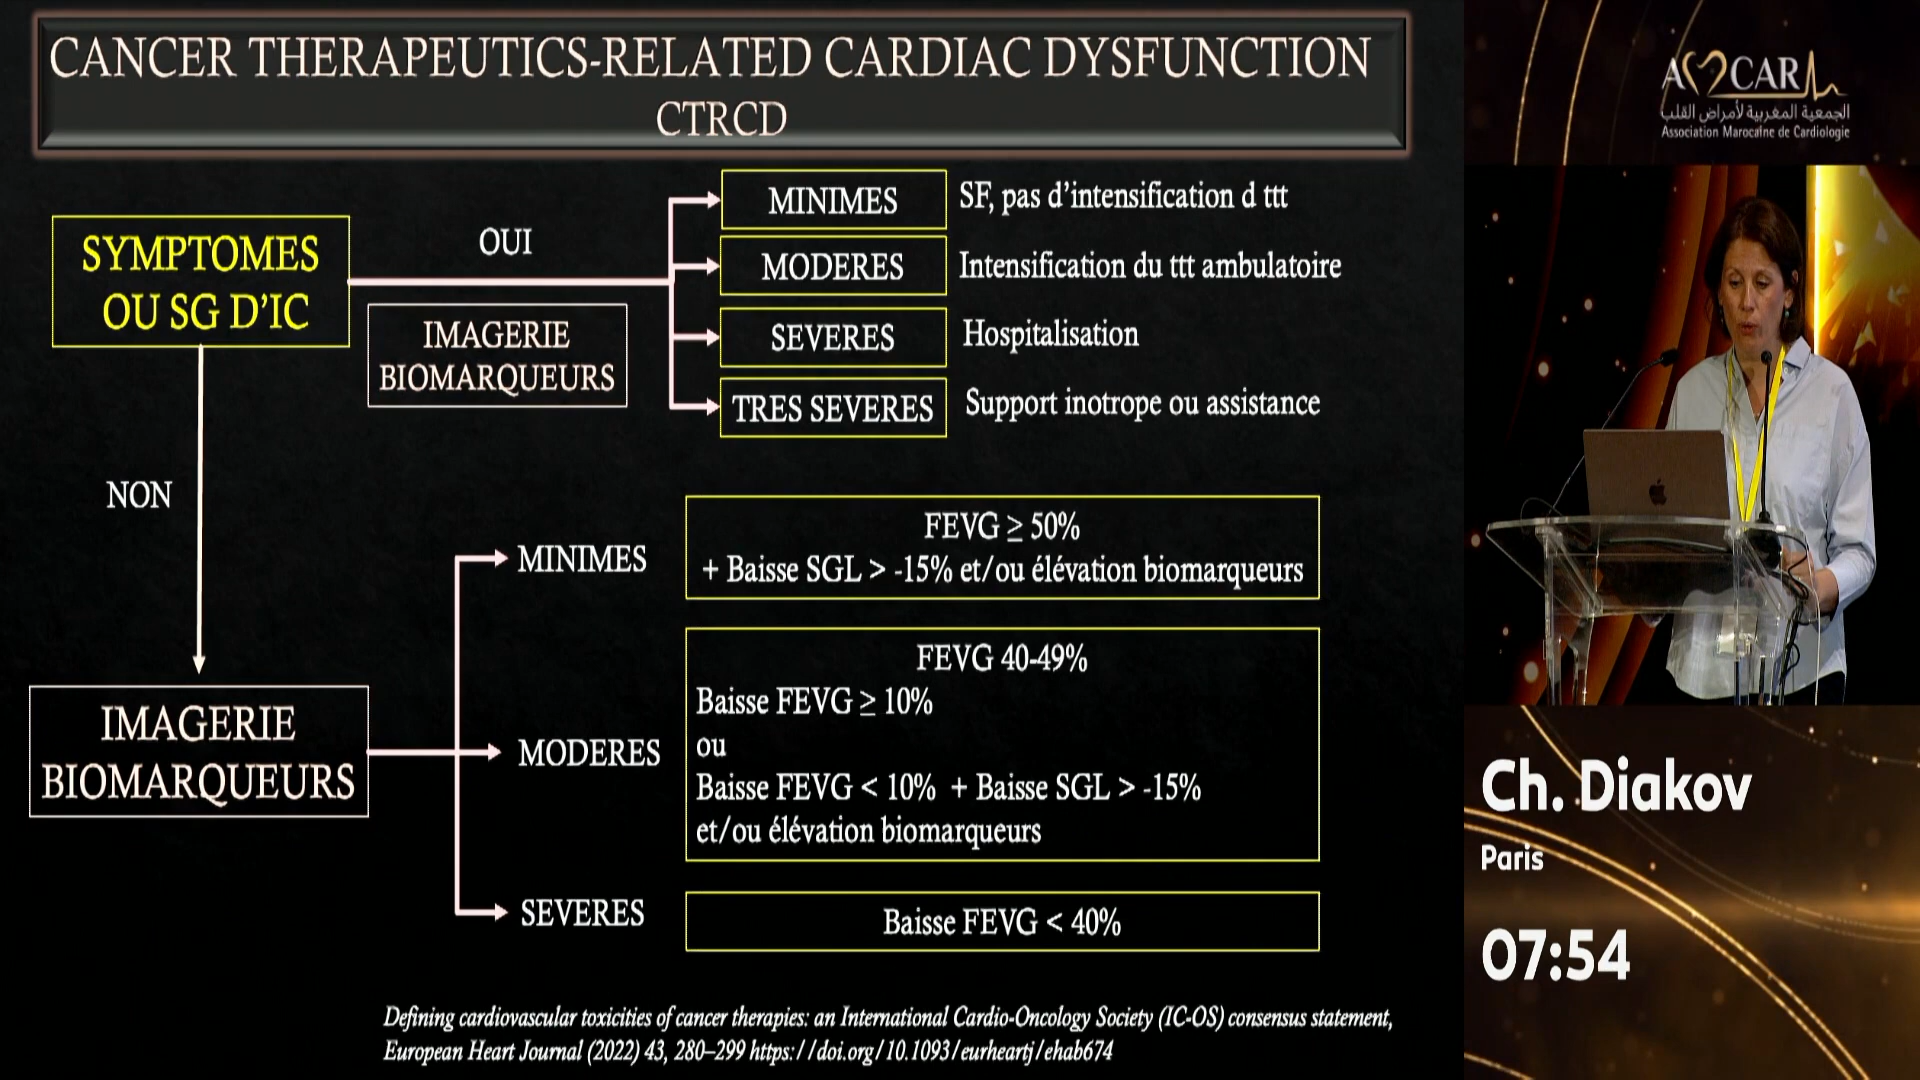 CANCER THERAPEUTICS-RELATED CARDIAC DYSFUNCTION
CTRCD
SYMPTOMES
OU SG D'IC
OUI
IMAGERIE
BIOMARQUEURS
MINIMES
SF, pas d'intensification d ttt
MODERES
Intensification du ttt ambulatoire
SEVERES
Hospitalisation
TRES SEVERES
Support inotrope ou assistance
NON
IMAGERIE
BIOMARQUEURS
MINIMES
FEVG ≥ 50%
+ Baisse SGL > -15% et/ou élévation biomarqueurs
MODERES
FEVG 40-49%
Baisse FEVG ≥ 10%
ou
Baisse FEVG < 10% + Baisse SGL > -15%
et/ou élévation biomarqueurs
SEVERES
Baisse FEVG < 40%
Defining cardiovascular toxicities of cancer therapies: an International Cardio-Oncology Society (IC-OS) consensus statement,
European Heart Journal (2022) 43, 280–299 https://doi.org/10.1093/eurheartj/ehab674
AMCAR
الجمعية المغربية لأمراض القلب
Association Marocaine de Cardiologie
Ch. Diakov
Paris
07:54